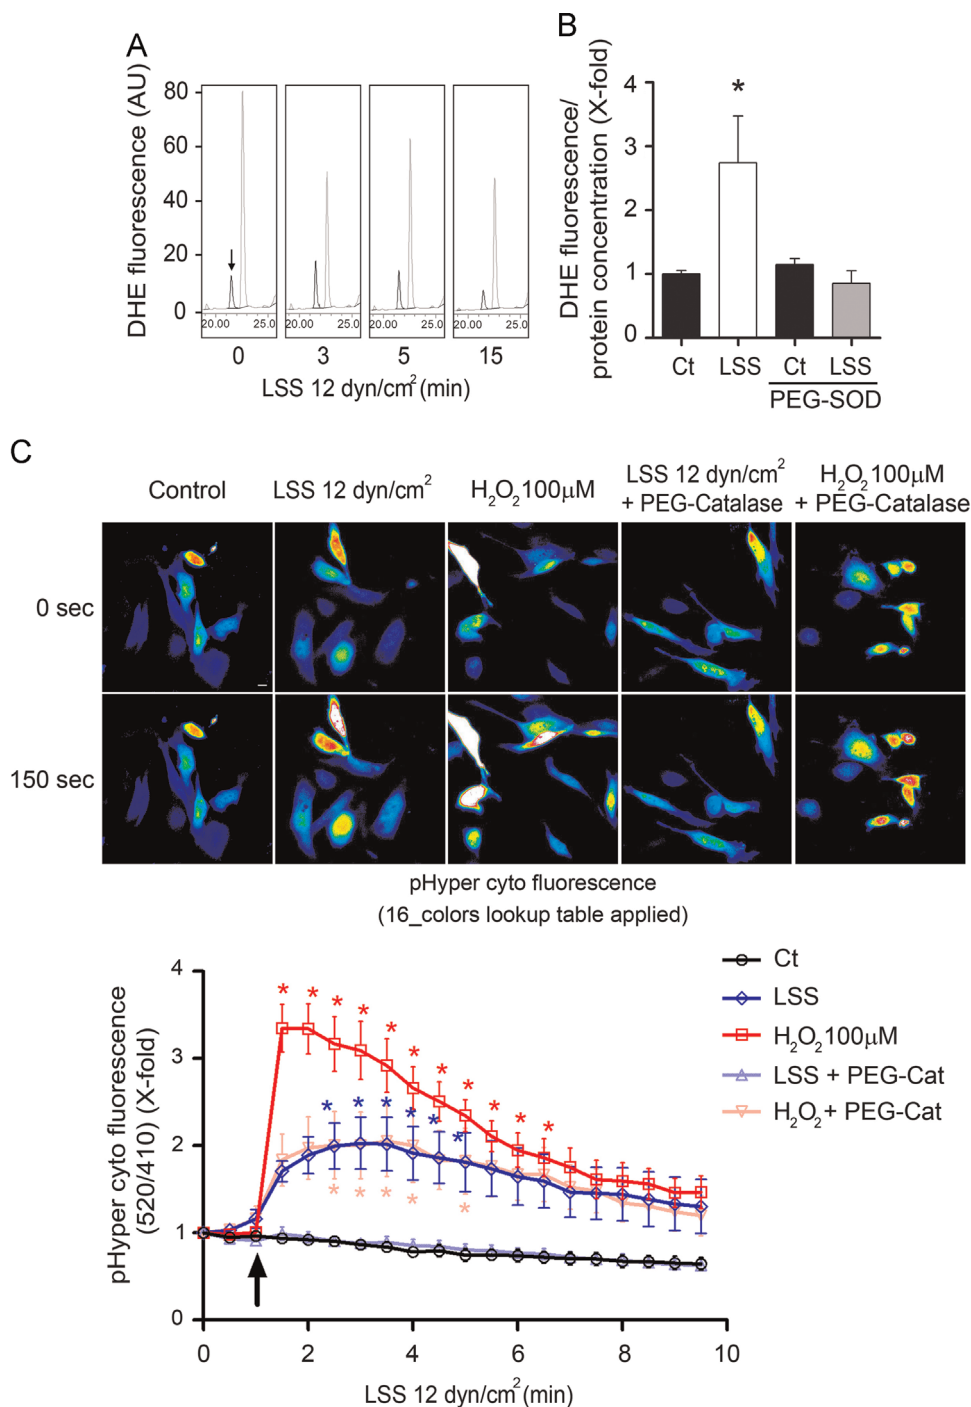 A
DHE fluorescence (AU)
80
60
40
20
0
20.00 25.0
20.00 25.0
20.00 25.0
20.00 25.0
0 3 5 15
LSS 12 dyn/cm² (min)
B
DHE fluorescence/
protein concentration (X-fold)
4
3
2
1
0
*
Ct LSS Ct LSS
PEG-SOD
C
Control
LSS 12 dyn/cm²
H₂O₂ 100μM
LSS 12 dyn/cm²
+ PEG-Catalase
H₂O₂ 100μM
+ PEG-Catalase
0 sec
150 sec
pHyper cyto fluorescence
(16_colors lookup table applied)
pHyper cyto fluorescence
(520/410) (X-fold)
4
3
2
1
0
* * * * * * * * * * *
* * * * * *
* * * * *
0 2 4 6 8 10
LSS 12 dyn/cm² (min)
Ct
LSS
H₂O₂ 100μM
LSS + PEG-Cat
H₂O₂ + PEG-Cat